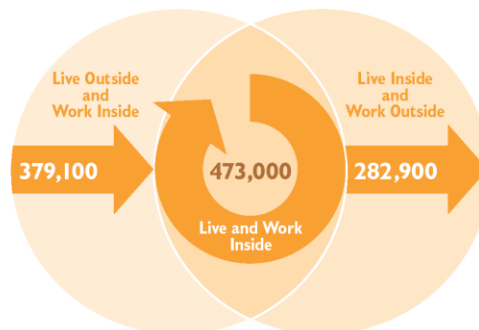 Live Outside
and
Work Inside
379,100
473,000
Live and Work
Inside
Live Inside
and
Work Outside
282,900